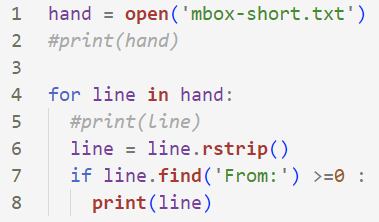 1 hand = open('mbox-short.txt')
2 #print(hand)
3
4 for line in hand:
5   #print(line)
6   line = line.rstrip()
7   if line.find('From:') >=0 :
8     print(line)